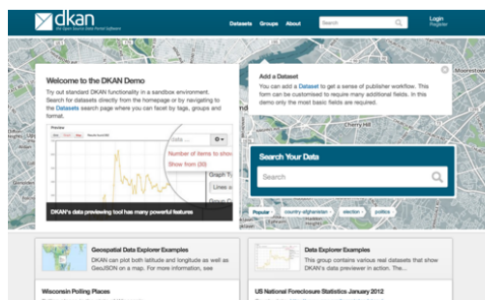 dkan
the Open Source Data Portal Software
Datasets Groups About
Search
Login
Register
Moorestown
Cherry Hill
Welcome to the DKAN Demo
Try out standard DKAN functionality in a sandbox environment.
Search for datasets directly from the homepage or by navigating to
the Datasets search page where you can facet by tags, groups and
format.
Preview
Data ...
Number of items to show
Show from (30)
Graph T
Lines a
DKAN's data previewing tool has many powerful features
Add a Dataset
You can add a Dataset to get a sense of publisher workflow. This
form can be customised to require many additional fields. In this
demo only the most basic fields are required.
Search Your Data
Search
Popular country-afghanistan election politics
Geospatial Data Explorer Examples
DKAN can plot both latitude and longitude as well as
GeoJSON on a map. For more information, see
Data Explorer Examples
This group contains various real datasets that show
DKAN's data previewer in action. The...
Wisconsin Polling Places
US National Foreclosure Statistics January 2012